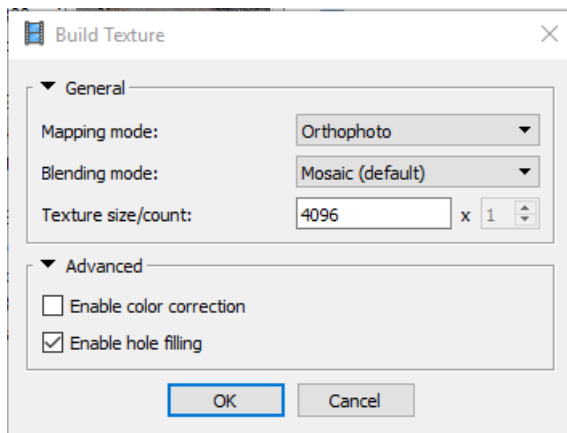 Build Texture
General
Mapping mode: Orthophoto
Blending mode: Mosaic (default)
Texture size/count: 4096 x 1
Advanced
Enable color correction
Enable hole filling
OK Cancel